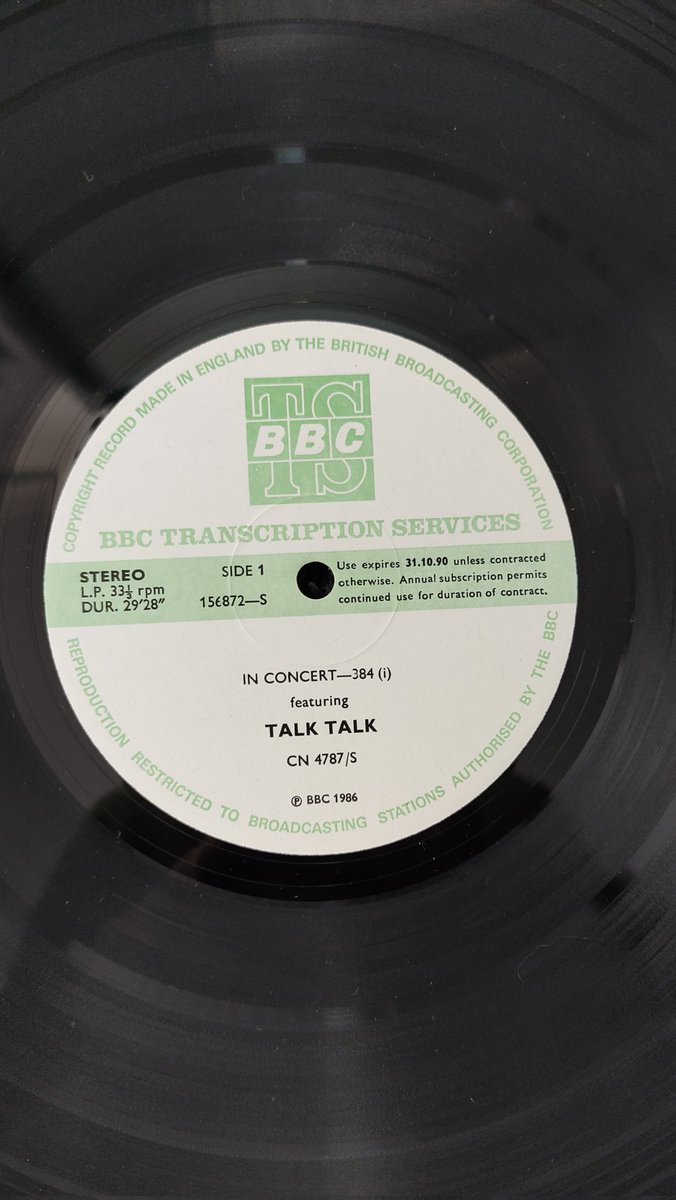 COPYRIGHT RECORD MADE IN ENGLAND BY THE BRITISH BROADCASTING CORPORATION
TS
BBC
BBC TRANSCRIPTION SERVICES
STEREO
L.P. 33⅓ rpm
DUR. 29′28″
SIDE 1
156872—S
Use expires 31.10.90 unless contracted
otherwise. Annual subscription permits
continued use for duration of contract.
IN CONCERT—384 (i)
featuring
TALK TALK
CN 4787/S
℗ BBC 1986
REPRODUCTION RESTRICTED TO BROADCASTING STATIONS AUTHORISED BY THE BBC